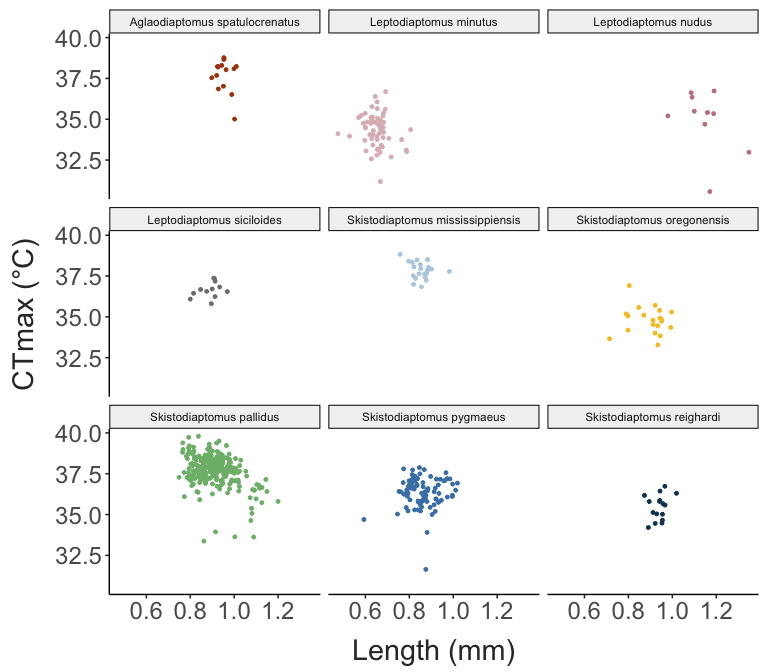 Aglaodiaptomus spatulocrenatus
Leptodiaptomus minutus
Leptodiaptomus nudus
40.0
37.5
35.0
32.5
Leptodiaptomus siciloides
Skistodiaptomus mississippiensis
Skistodiaptomus oregonensis
40.0
37.5
35.0
32.5
CTmax (°C)
Skistodiaptomus pallidus
Skistodiaptomus pygmaeus
Skistodiaptomus reighardi
40.0
37.5
35.0
32.5
0.6 0.8 1.0 1.2
0.6 0.8 1.0 1.2
0.6 0.8 1.0 1.2
Length (mm)